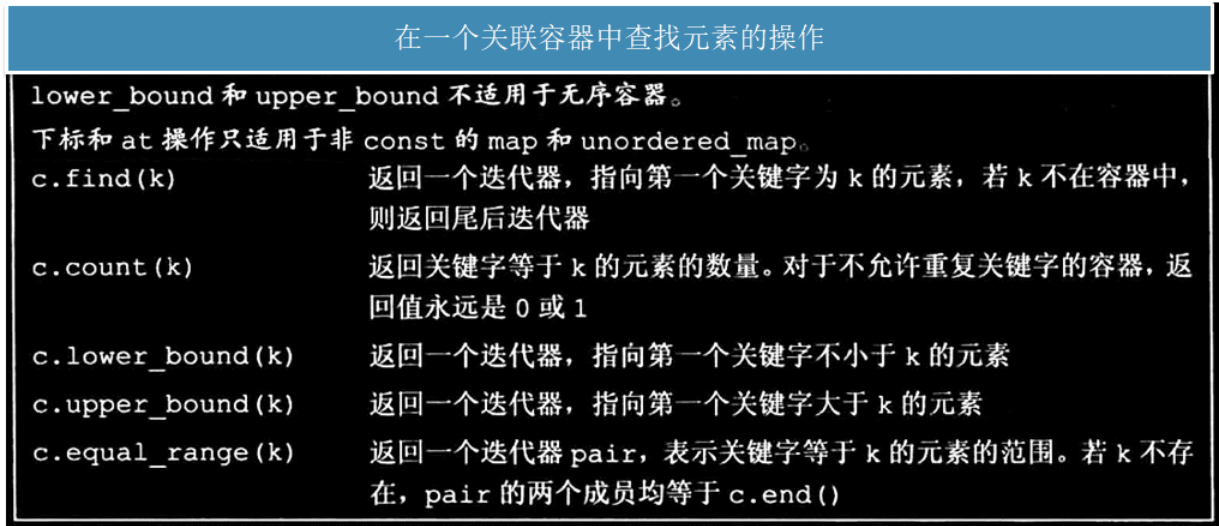 在一个关联容器中查找元素的操作
lower_bound 和 upper_bound 不适用于无序容器。
下标和 at 操作只适用于非 const 的 map 和 unordered_map。
c.find(k) 返回一个迭代器，指向第一个关键字为 k 的元素，若 k 不在容器中，
则返回尾后迭代器
c.count(k) 返回关键字等于 k 的元素的数量。对于不允许重复关键字的容器，返
回值永远是 0 或 1
c.lower_bound(k) 返回一个迭代器，指向第一个关键字不小于 k 的元素
c.upper_bound(k) 返回一个迭代器，指向第一个关键字大于 k 的元素
c.equal_range(k) 返回一个迭代器 pair，表示关键字等于 k 的元素的范围。若 k 不存
在，pair 的两个成员均等于 c.end()